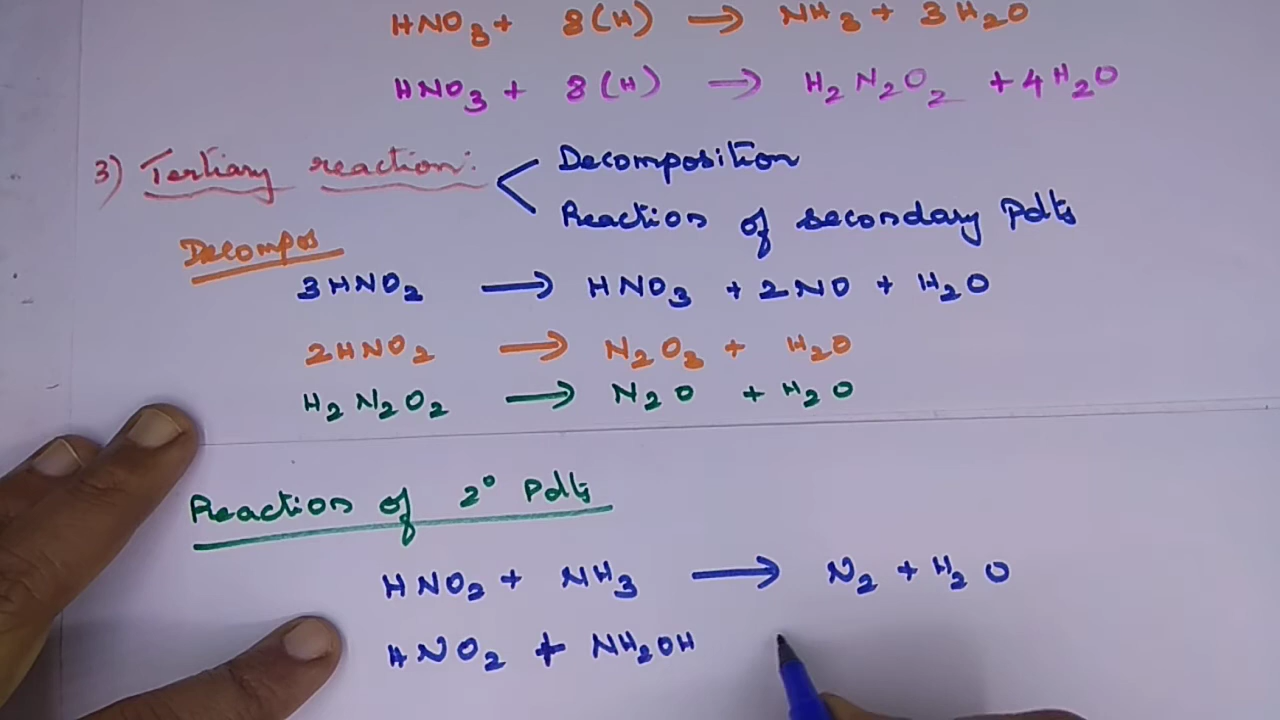 HNO3 + 8(H) → NH3 + 3H2O
HNO3 + 8(H) → H2N2O2 + 4H2O
3) Tertiary reaction:
Decomposition
Reaction of secondary Pdts
Decompos
3HNO2 → HNO3 + 2NO + H2O
2HNO2 → N2O3 + H2O
H2N2O2 → N2O + H2O
Reaction of 2° Pdts
HNO2 + NH3 → N2 + H2O
HNO2 + NH2OH